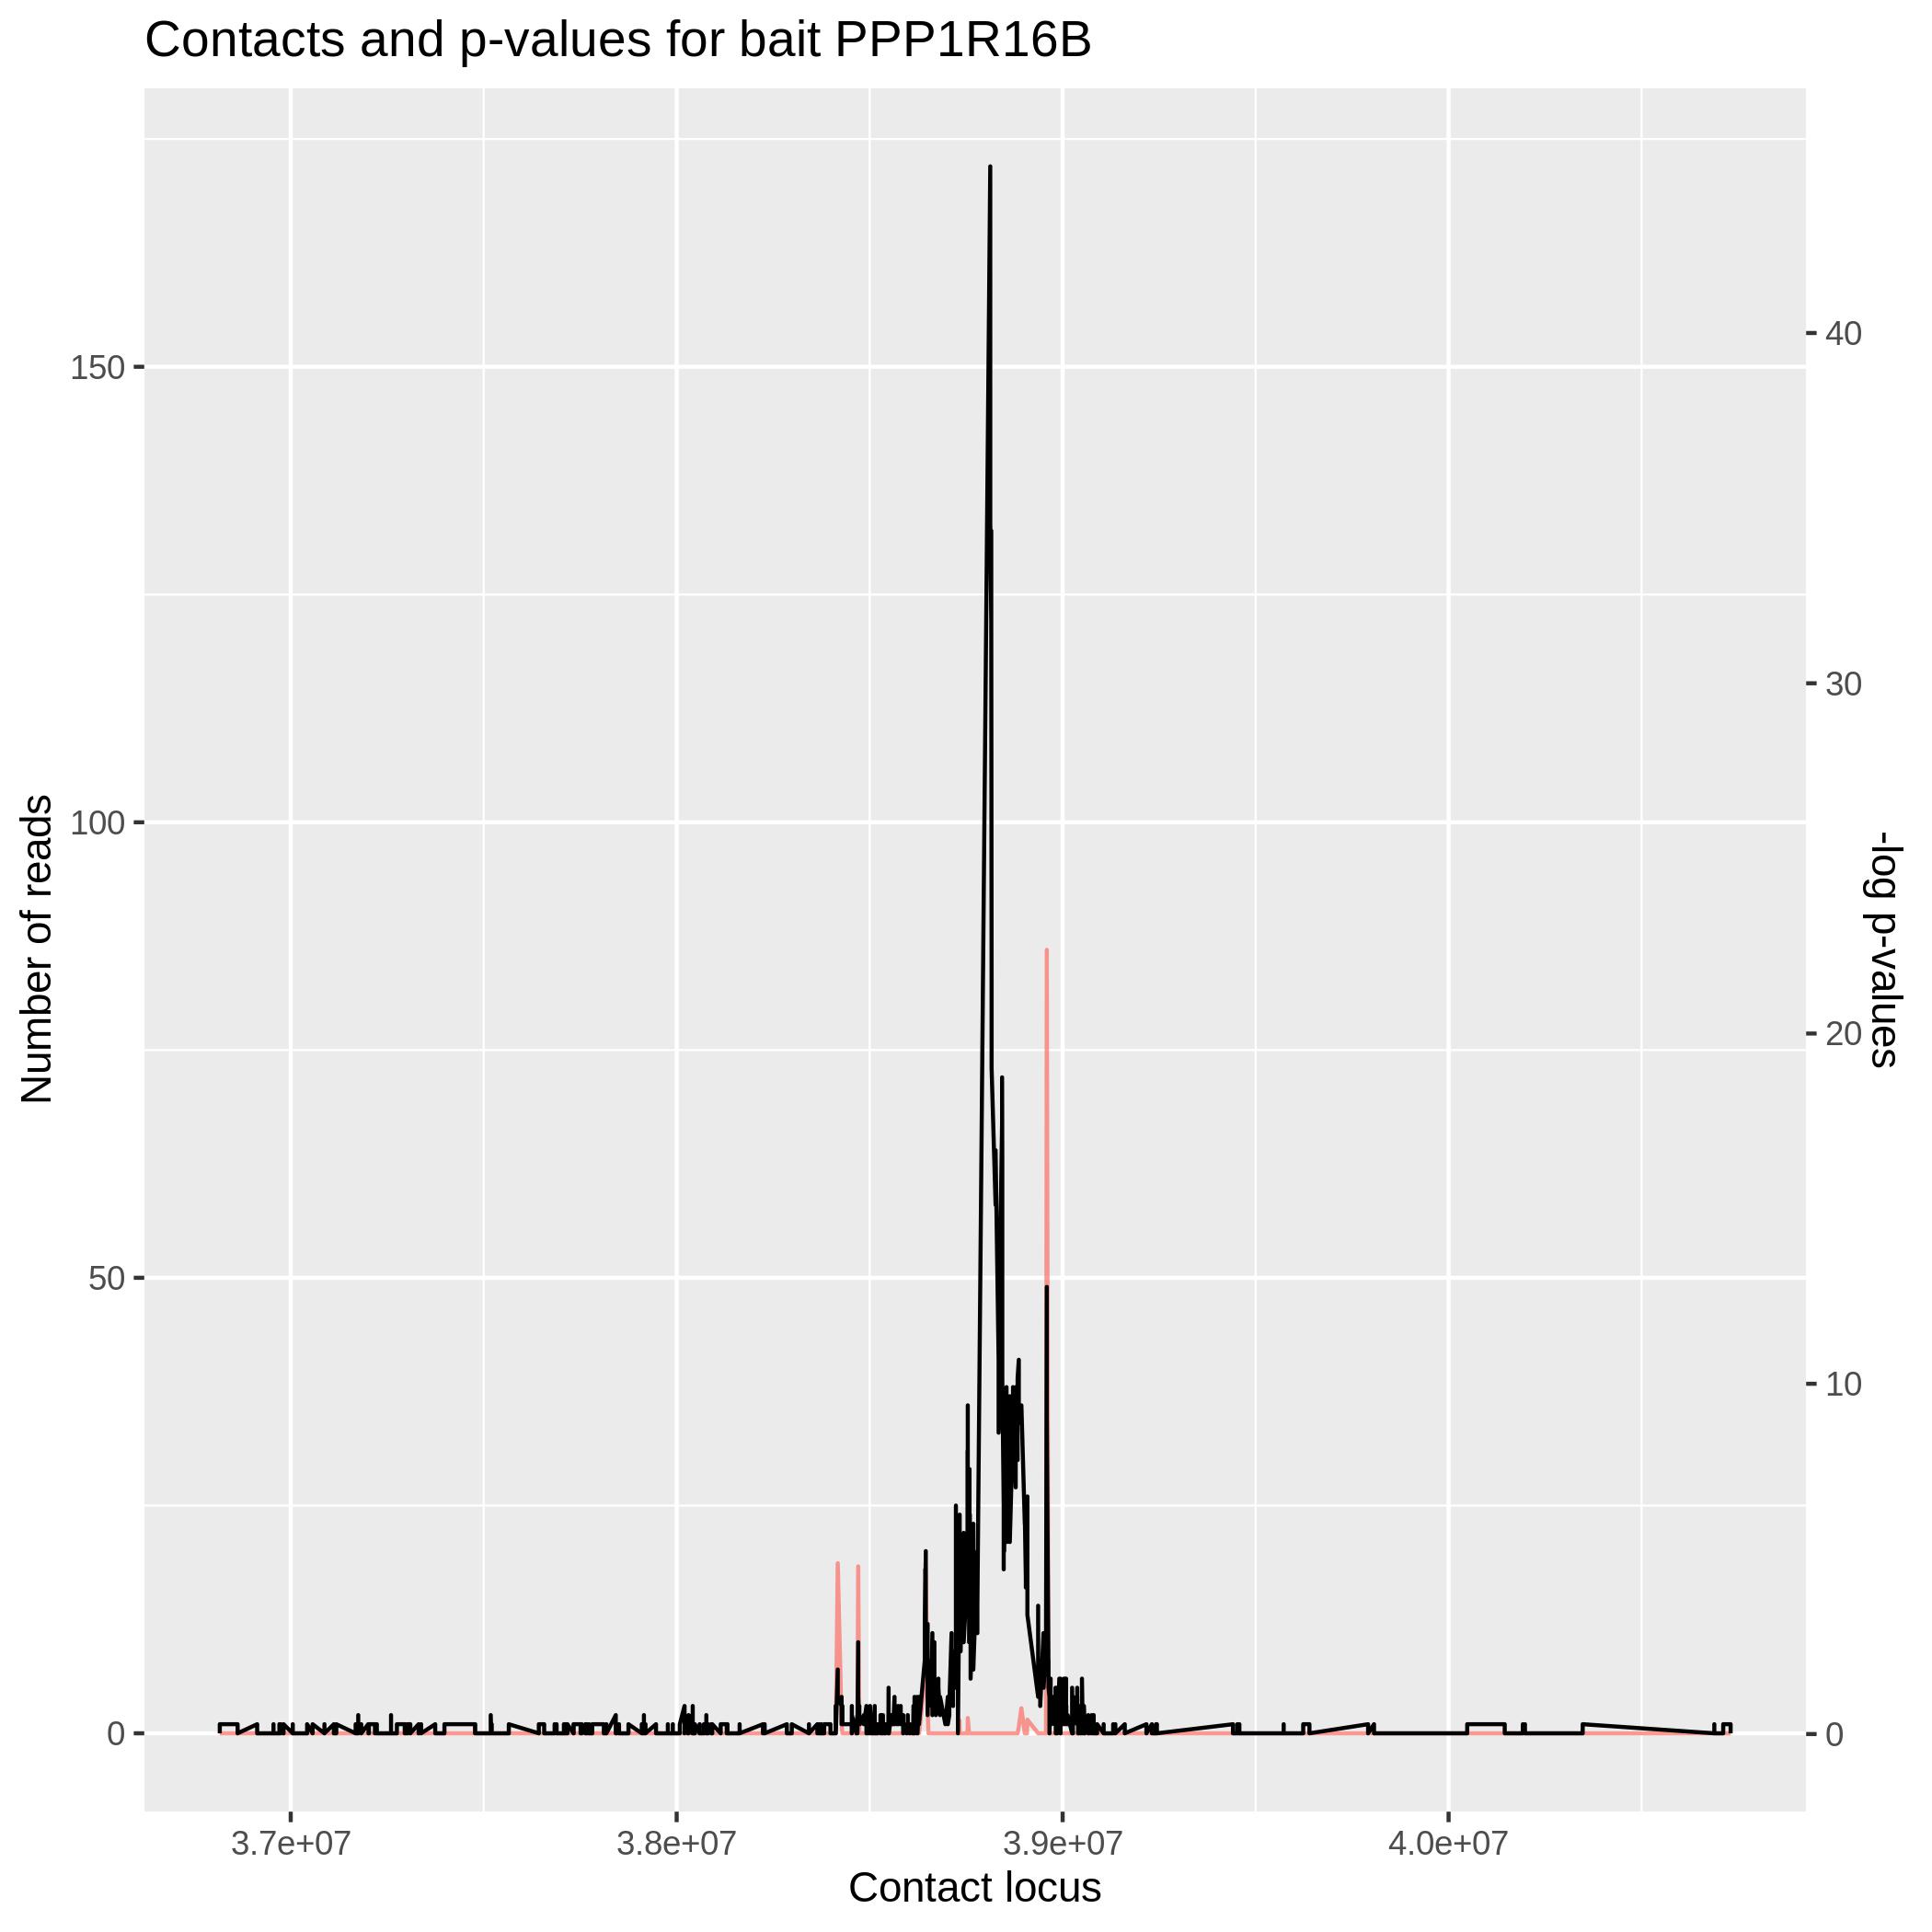 Contacts and p-values for bait PPP1R16B
Number of reads
150
100
50
0
40
30
20
10
0
-log p-values
3.7e+07
3.8e+07
3.9e+07
4.0e+07
Contact locus